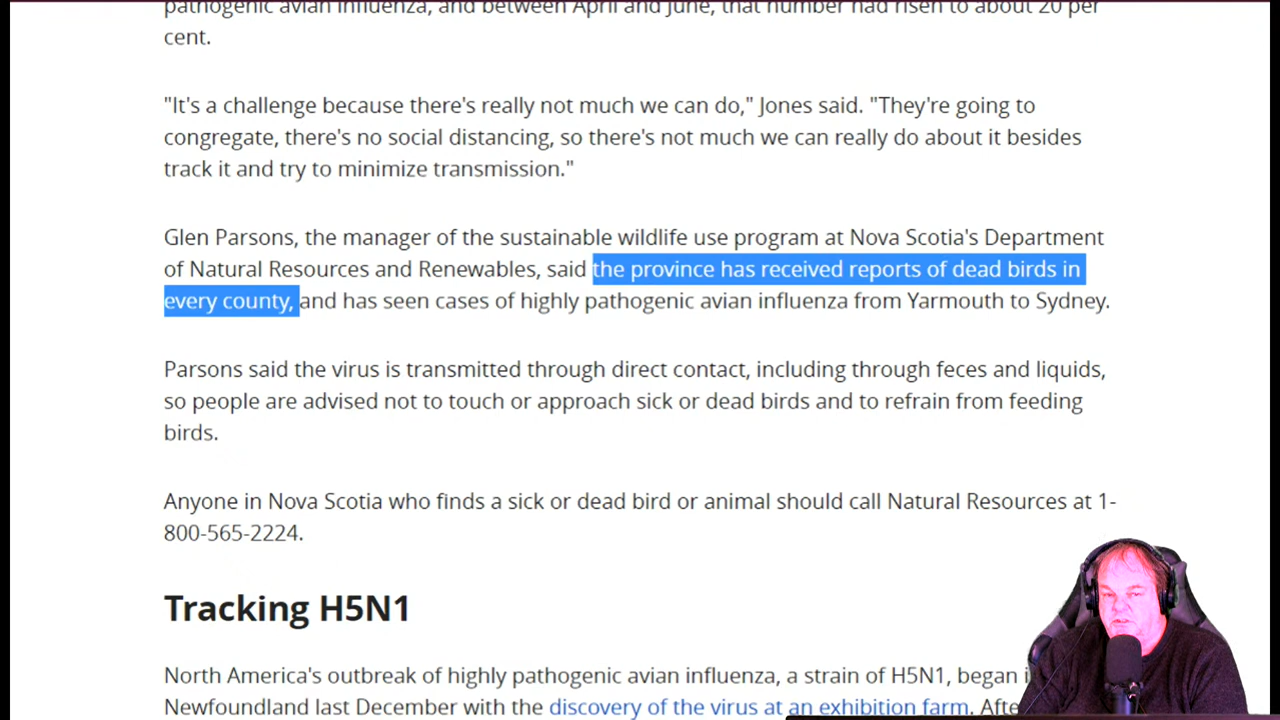 pathogenic avian influenza, and between April and June, that number had risen to about 20 per
cent.
"It's a challenge because there's really not much we can do," Jones said. "They're going to
congregate, there's no social distancing, so there's not much we can really do about it besides
track it and try to minimize transmission."
Glen Parsons, the manager of the sustainable wildlife use program at Nova Scotia's Department
of Natural Resources and Renewables, said the province has received reports of dead birds in
every county, and has seen cases of highly pathogenic avian influenza from Yarmouth to Sydney.
Parsons said the virus is transmitted through direct contact, including through feces and liquids,
so people are advised not to touch or approach sick or dead birds and to refrain from feeding
birds.
Anyone in Nova Scotia who finds a sick or dead bird or animal should call Natural Resources at 1-
800-565-2224.
Tracking H5N1
North America's outbreak of highly pathogenic avian influenza, a strain of H5N1, began
Newfoundland last December with the discovery of the virus at an exhibition farm.